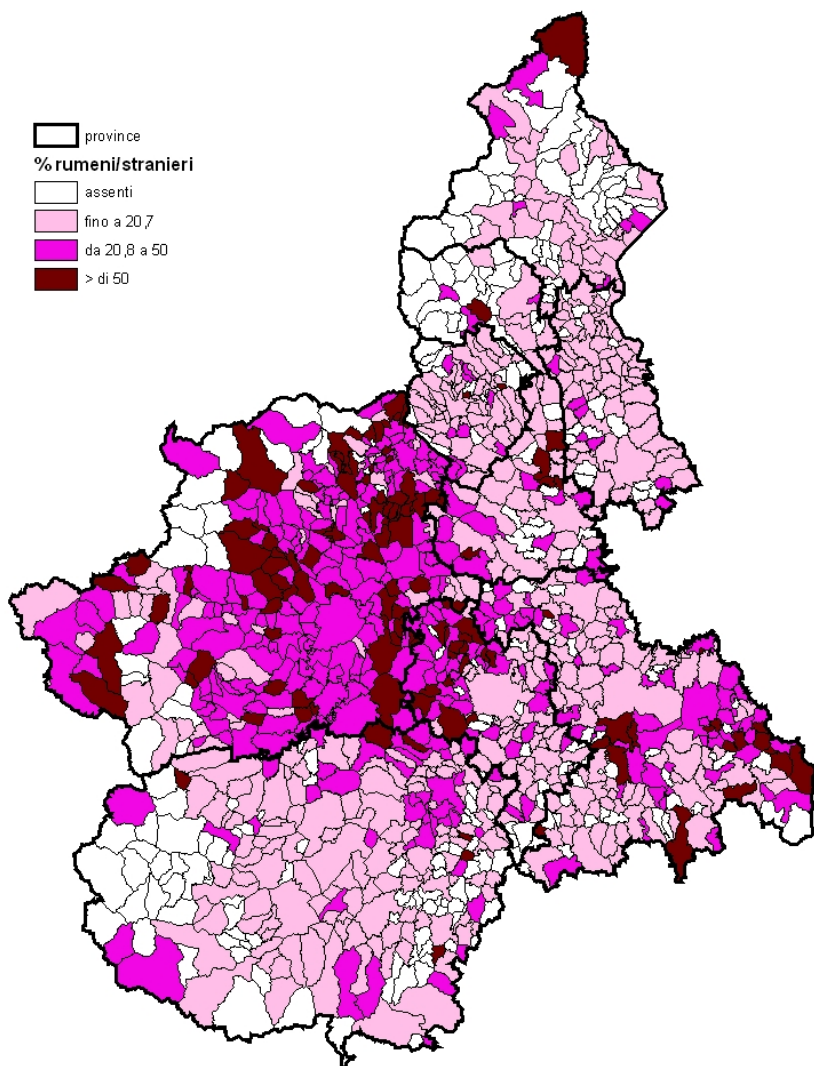 province
% rumeni/stranieri
assenti
fino a 20,7
da 20,8 a 50
> di 50